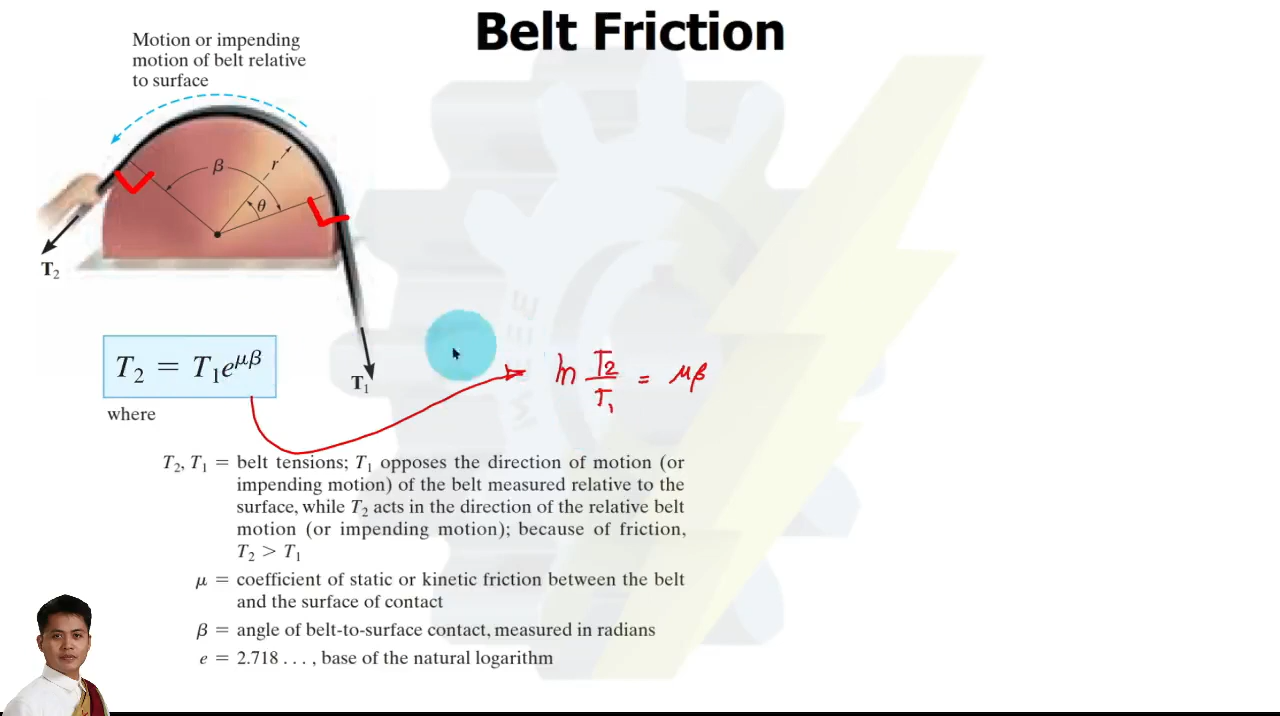 Belt Friction
Motion or impending
motion of belt relative
to surface
β
r
θ
T₂
T₁
T₂ = T₁e^μβ
ln T₂/T₁ = μβ
where
T₂, T₁ = belt tensions; T₁ opposes the direction of motion (or
impending motion) of the belt measured relative to the
surface, while T₂ acts in the direction of the relative belt
motion (or impending motion); because of friction,
T₂ > T₁
μ = coefficient of static or kinetic friction between the belt
and the surface of contact
β = angle of belt-to-surface contact, measured in radians
e = 2.718 . . . , base of the natural logarithm